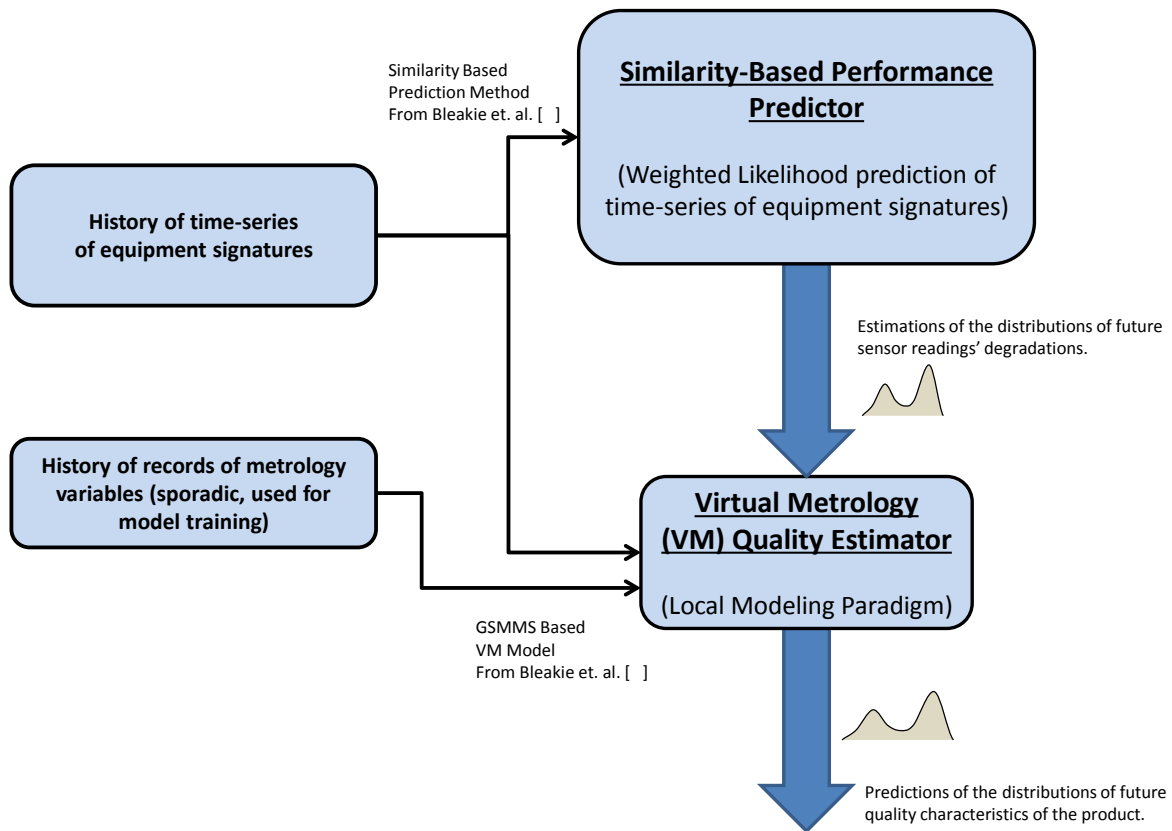 Similarity Based
Prediction Method
From Bleakie et. al. [ ]
Similarity-Based Performance
Predictor
(Weighted Likelihood prediction of
time-series of equipment signatures)
History of time-series
of equipment signatures
Estimations of the distributions of future
sensor readings’ degradations.
History of records of metrology
variables (sporadic, used for
model training)
Virtual Metrology
(VM) Quality Estimator
(Local Modeling Paradigm)
GSMMS Based
VM Model
From Bleakie et. al. [ ]
Predictions of the distributions of future
quality characteristics of the product.